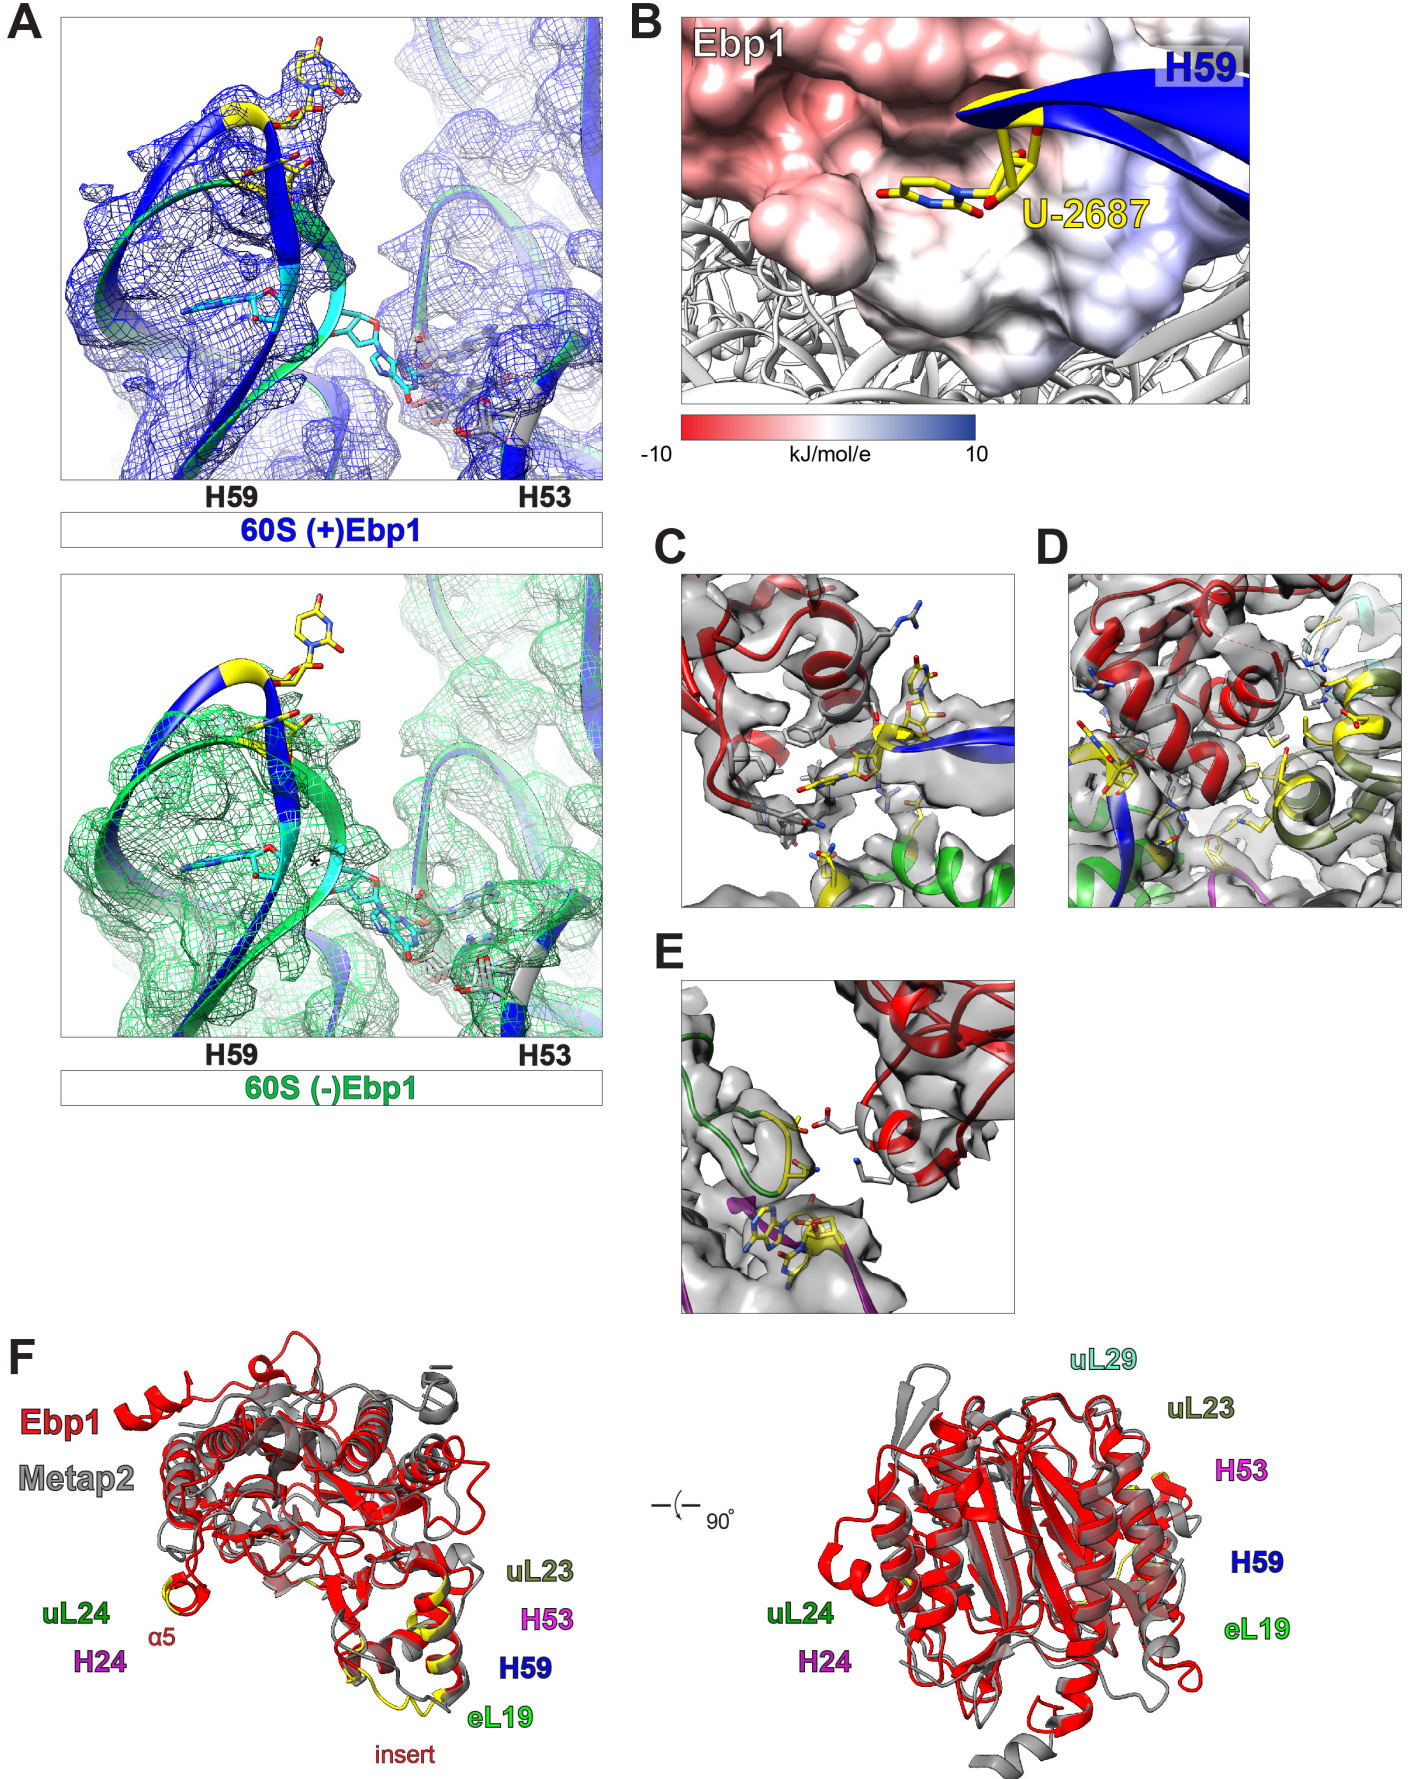 A
H59
H53
60S (+)Ebp1
*
H59
H53
60S (-)Ebp1
B
Ebp1
H59
U-2687
-10
kJ/mol/e
10
C
D
E
F
Ebp1
Metap2
uL24
α5
H24
uL23
H53
H59
eL19
insert
90°
uL29
uL23
H53
H59
eL19
uL24
H24